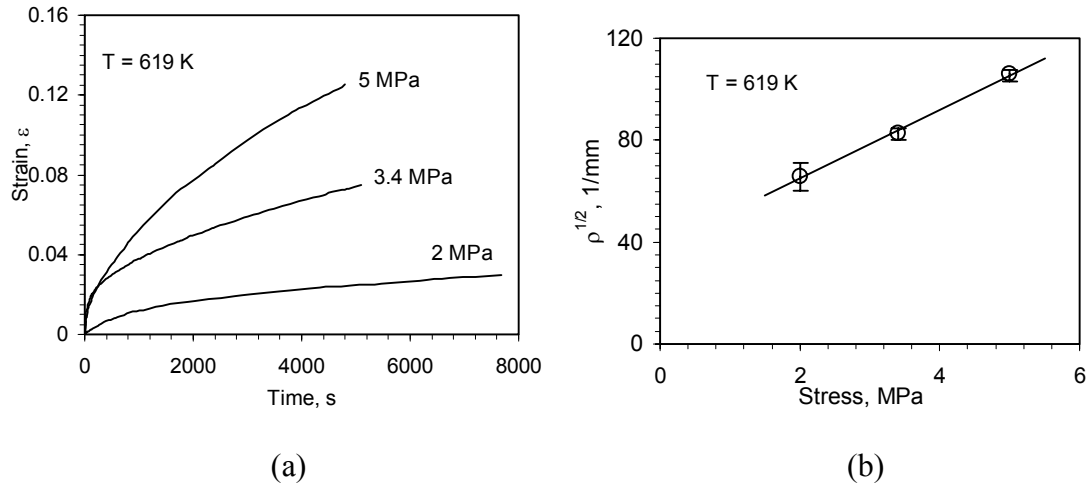 0.16
0.12
0.08
0.04
0
Strain, ε
T = 619 K
5 MPa
3.4 MPa
2 MPa
0 2000 4000 6000 8000
Time, s
(a)
120
80
40
0
ρ^1/2 , 1/mm
T = 619 K
0 2 4 6
Stress, MPa
(b)